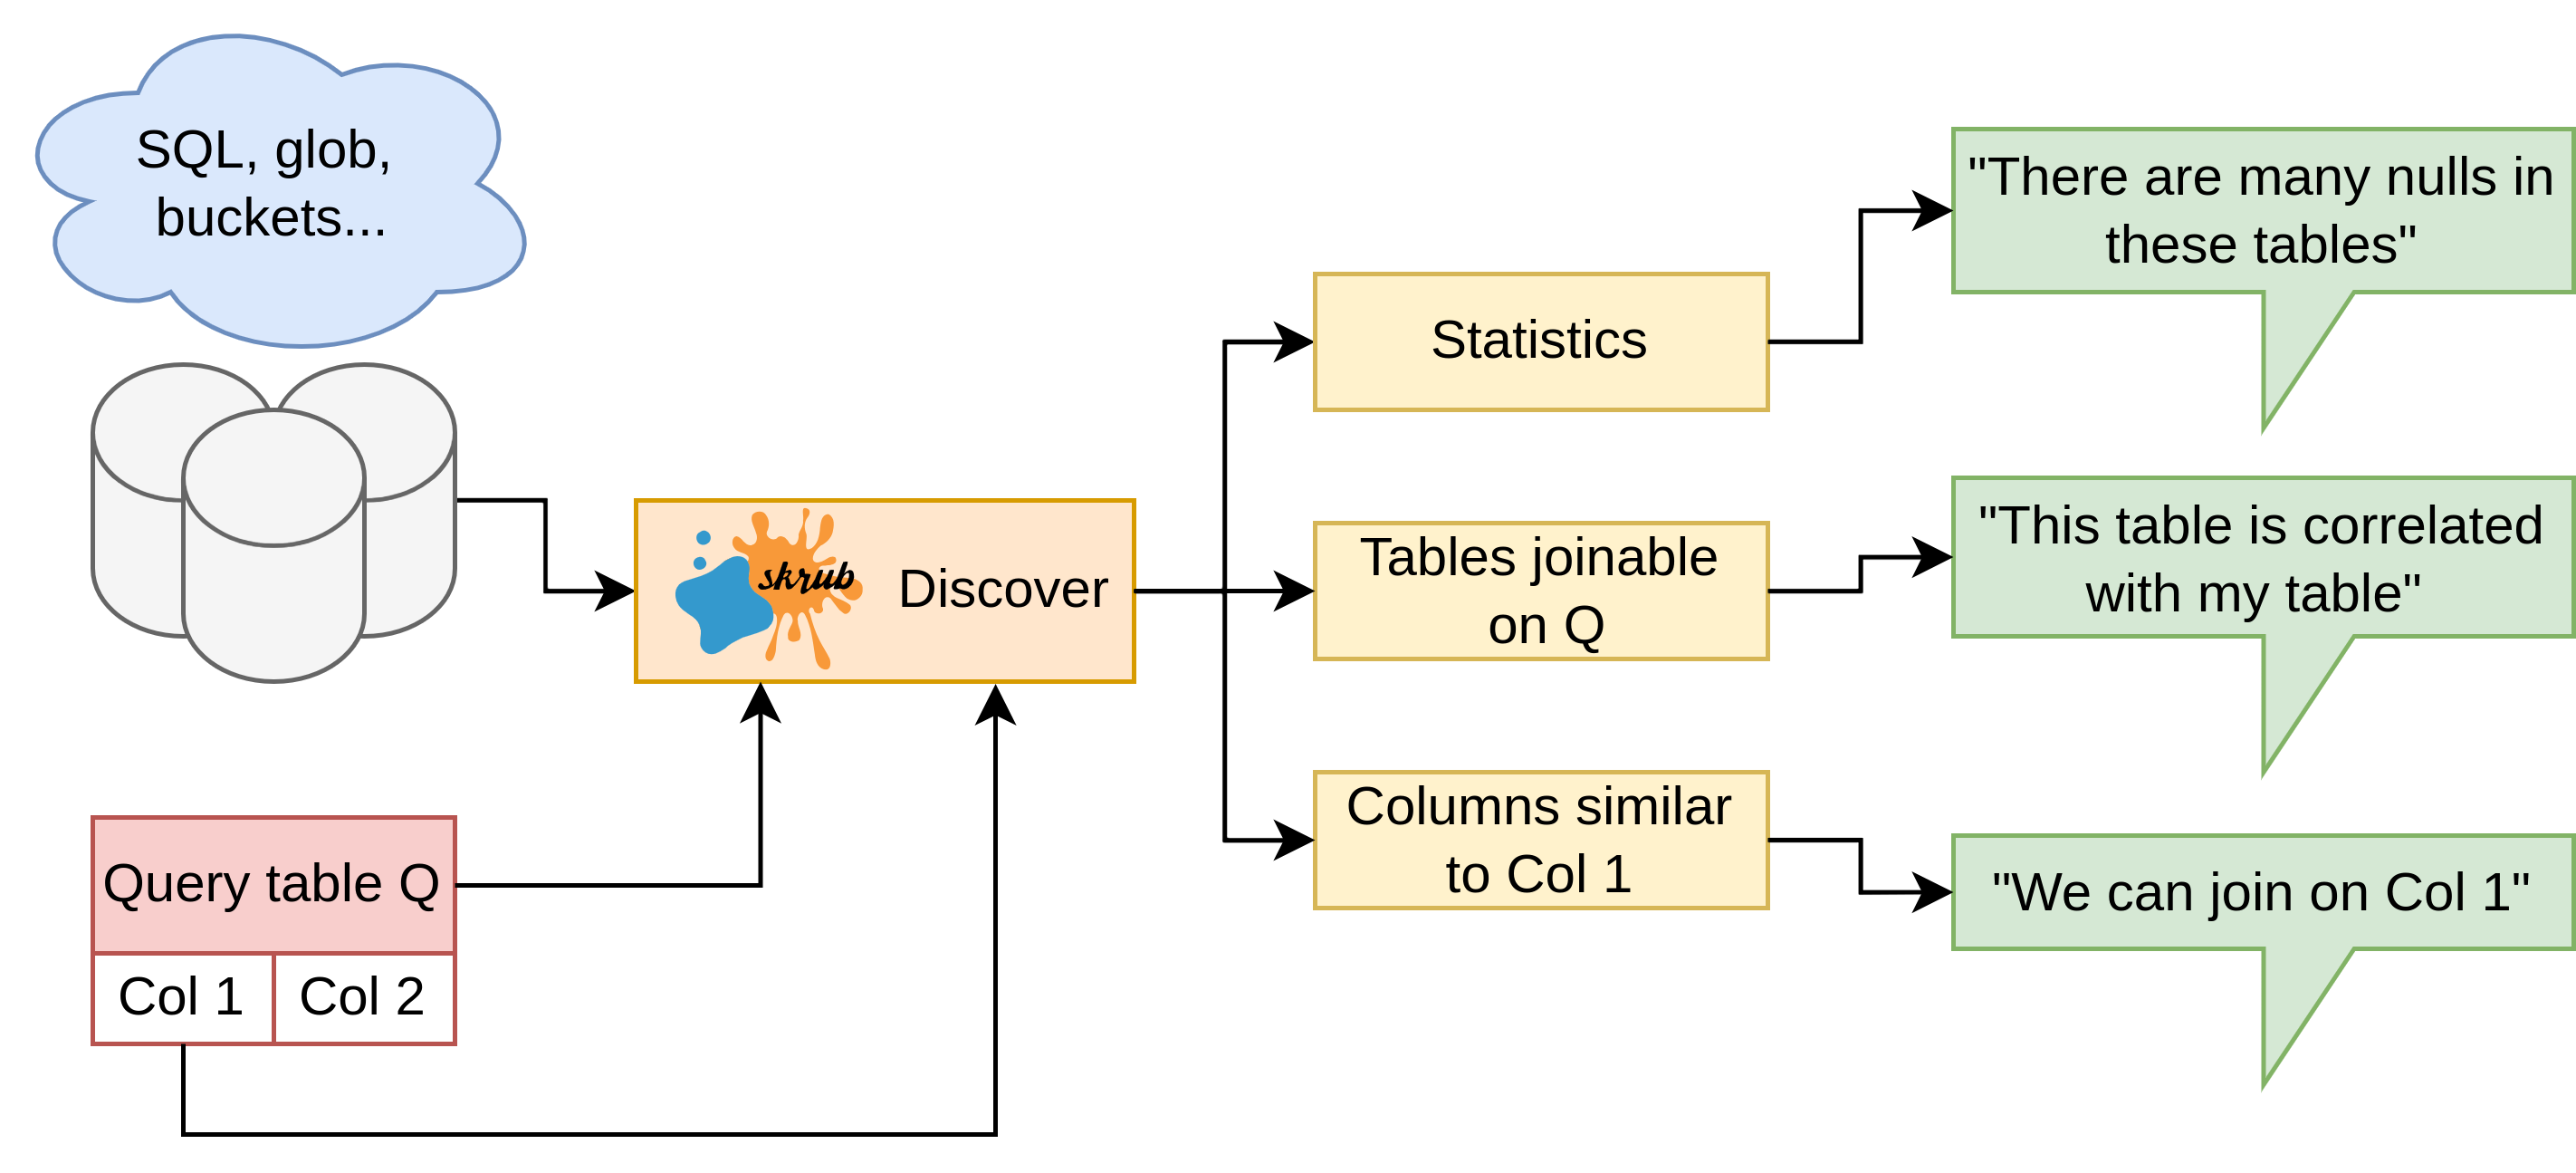 SQL, glob,
buckets...
skrub
Discover
Query table Q
Col 1
Col 2
Statistics
Tables joinable
on Q
Columns similar
to Col 1
"There are many nulls in
these tables"
"This table is correlated
with my table"
"We can join on Col 1"